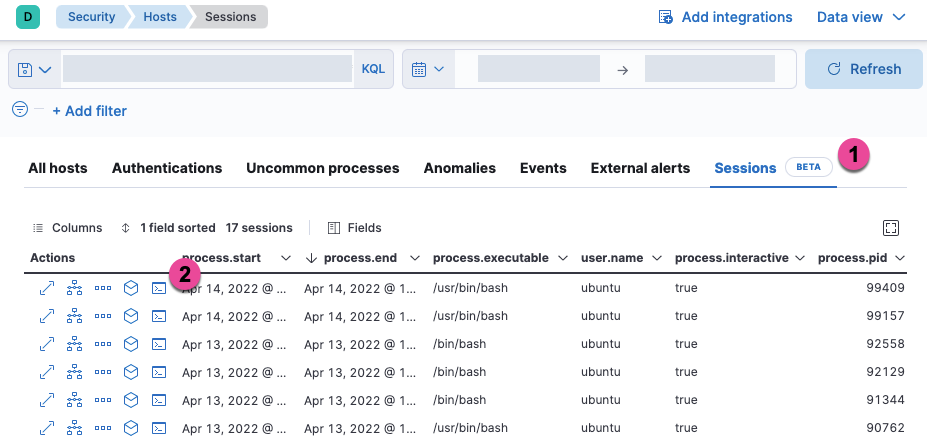 D Security Hosts Sessions Add integrations Data view
KQL → Refresh
+ Add filter
All hosts Authentications Uncommon processes Anomalies Events External alerts Sessions BETA 1
Columns 1 field sorted 17 sessions Fields
Actions process.start process.end process.executable user.name process.interactive process.pid
2
Apr 14, 2022 @ ... Apr 14, 2022 @ 1... /usr/bin/bash ubuntu true 99409
Apr 14, 2022 @ ... Apr 14, 2022 @ 1... /usr/bin/bash ubuntu true 99157
Apr 13, 2022 @ ... Apr 13, 2022 @ 1... /bin/bash ubuntu true 92558
Apr 13, 2022 @ ... Apr 13, 2022 @ 1... /bin/bash ubuntu true 92129
Apr 13, 2022 @ ... Apr 13, 2022 @ 1... /bin/bash ubuntu true 91344
Apr 13, 2022 @ ... Apr 13, 2022 @ 1... /usr/bin/bash ubuntu true 90762